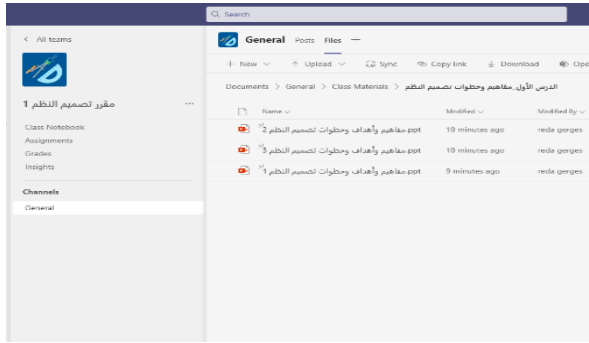 Search
< All teams
مقرر تصميم النظم 1
...
Class Notebook
Assignments
Grades
Insights
Channels
General
General Posts Files
+ New Upload Sync Copy link Download Ope
Documents > General > Class Materials > الدرس الأول_مفاهيم وخطوات تصميم النظم
Name Modified Modified By
مفاهيم وأهداف وخطوات تصميم النظم 2.ppt 10 minutes ago reda gerges
مفاهيم وأهداف وخطوات تصميم النظم 3.ppt 10 minutes ago reda gerges
مفاهيم وأهداف وخطوات تصميم النظم 1.ppt 9 minutes ago reda gerges